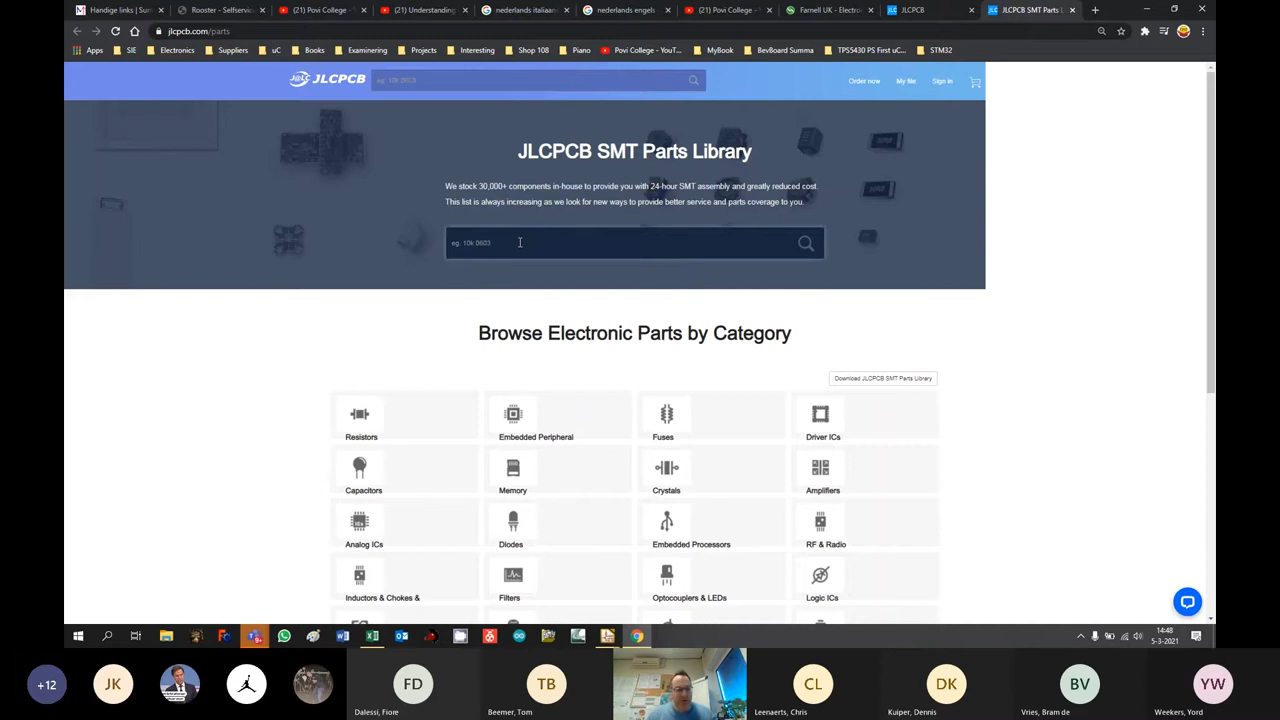 Handige links | Sum
Rooster - Selfservic
(21) Povi College - Y
(21) Understanding
nederlands italiaan
nederlands engels
(21) Povi College - Y
Farnell UK - Electro
JLCPCB
JLCPCB SMT Parts L
jlcpcb.com/parts
Apps
SIE
Electronics
Suppliers
uC
Books
Examinering
Projects
Interesting
Shop 108
Piano
Povi College - YouT...
MyBook
BevBoard Summa
TPS5430 PS First uC...
STM32
JLCPCB
eg. 10k 0603
Order now
My file
Sign in
JLCPCB SMT Parts Library
We stock 30,000+ components in-house to provide you with 24-hour SMT assembly and greatly reduced cost.
This list is always increasing as we look for new ways to provide better service and parts coverage to you.
eg. 10k 0603
Browse Electronic Parts by Category
Download JLCPCB SMT Parts Library
Resistors
Embedded Peripheral
Fuses
Driver ICs
Capacitors
Memory
Crystals
Amplifiers
Analog ICs
Diodes
Embedded Processors
RF & Radio
Inductors & Chokes &
Filters
Optocouplers & LEDs
Logic ICs
14:48
5-3-2021
+12
JK
FD
TB
CL
DK
BV
YW
Dalessi, Fiore
Beemer, Tom
Leenaerts, Chris
Kuiper, Dennis
Vries, Bram de
Weekers, Yord